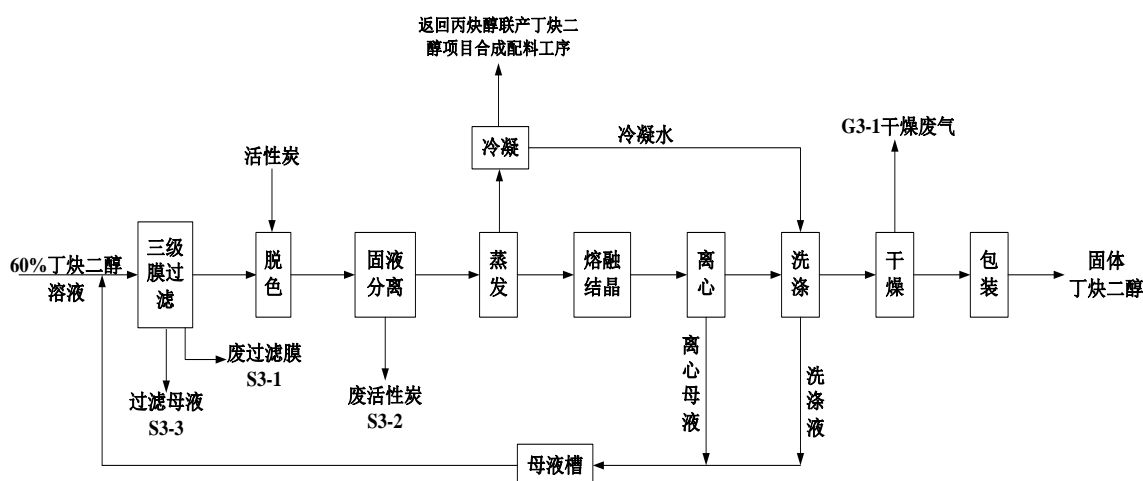 返回丙炔醇联产丁炔二
醇项目合成配料工序
冷凝
冷凝水
G3-1干燥废气
活性炭
60%丁炔二醇
溶液
三级
膜过
滤
脱
色
固液
分离
蒸
发
熔融
结晶
离
心
洗
涤
干
燥
包
装
固体
丁炔二醇
废过滤膜
S3-1
过滤母液
S3-3
废活性炭
S3-2
离
心
母
液
洗
涤
液
母液槽